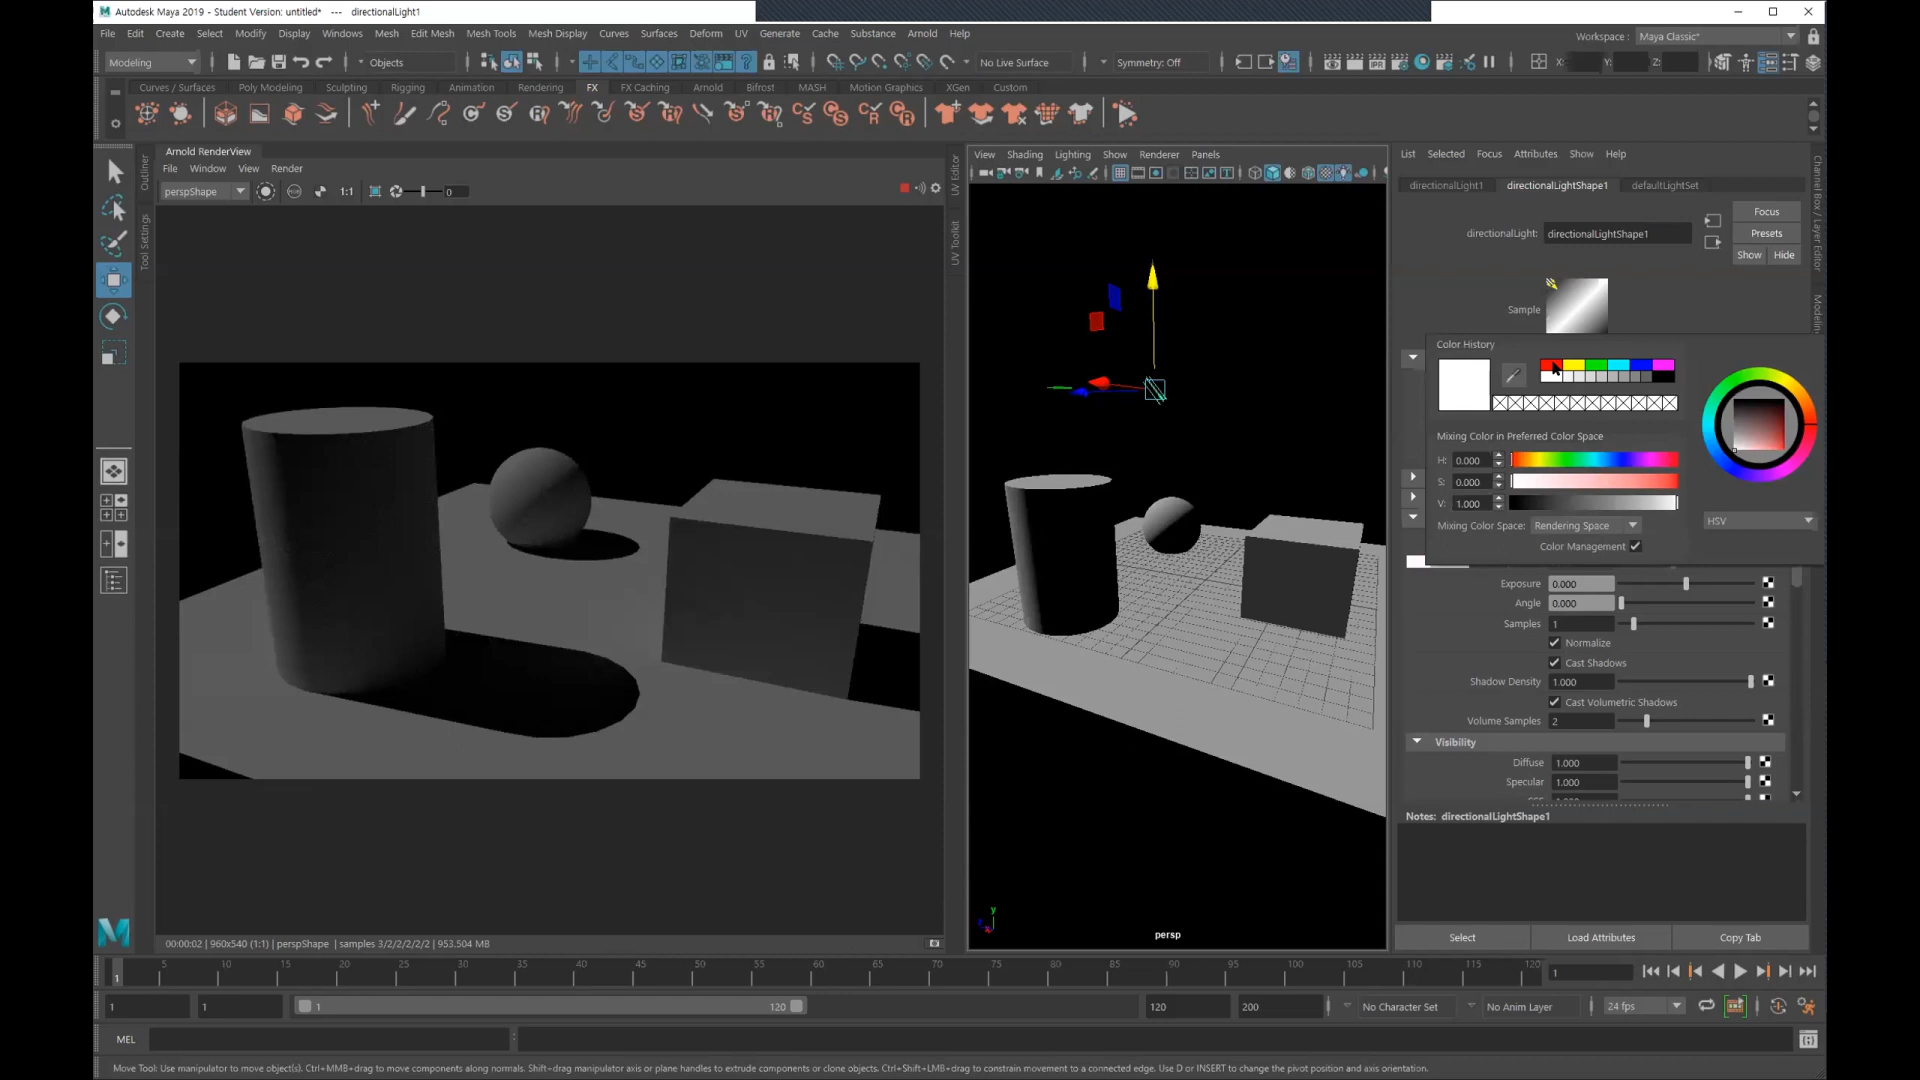 Autodesk Maya 2019 - Student Version: untitled* --- directionalLight1
File Edit Create Select Modify Display Windows Mesh Edit Mesh Mesh Tools Mesh Display Curves Surfaces Deform UV Generate Cache Substance Arnold Help
Workspace : Maya Classic*
Modeling Objects No Live Surface Symmetry: Off X: Y: Z:
Curves / Surfaces Poly Modeling Sculpting Rigging Animation Rendering FX FX Caching Arnold Bifrost MASH Motion Graphics XGen Custom
Arnold RenderView
File Window View Render
perspShape 1:1 0
Outliner
Tool Settings
UV Editor
UV Toolkit
View Shading Lighting Show Renderer Panels
persp
y
List Selected Focus Attributes Show Help
directionalLight1 directionalLightShape1 defaultLightSet
directionalLight: directionalLightShape1
Focus
Presets
Show Hide
Sample
Channel Box / Layer Editor
Color History
Mixing Color in Preferred Color Space
H: 0.000
S: 0.000
V: 1.000
Mixing Color Space: Rendering Space
HSV
Color Management
Exposure 0.000
Angle 0.000
Samples 1
Normalize
Cast Shadows
Shadow Density 1.000
Cast Volumetric Shadows
Volume Samples 2
Visibility
Diffuse 1.000
Specular 1.000
Notes: directionalLightShape1
Select Load Attributes Copy Tab
00:00:02 | 960x540 (1:1) | perspShape | samples 3/2/2/2/2/2 | 953.504 MB
1 5 10 15 20 25 30 35 40 45 50 55 60 65 70 75 80 85 90 95 100 105 110 115 120 1
1 1 1 120 120 200 No Character Set No Anim Layer 24 fps
MEL
Move Tool: Use manipulator to move object(s). Ctrl+MMB+drag to move components along normals. Shift+drag manipulator axis or plane handles to extrude components or clone objects. Ctrl+Shift+LMB+drag to constrain movement to a connected edge. Use D or INSERT to change the pivot position and axis orientation.